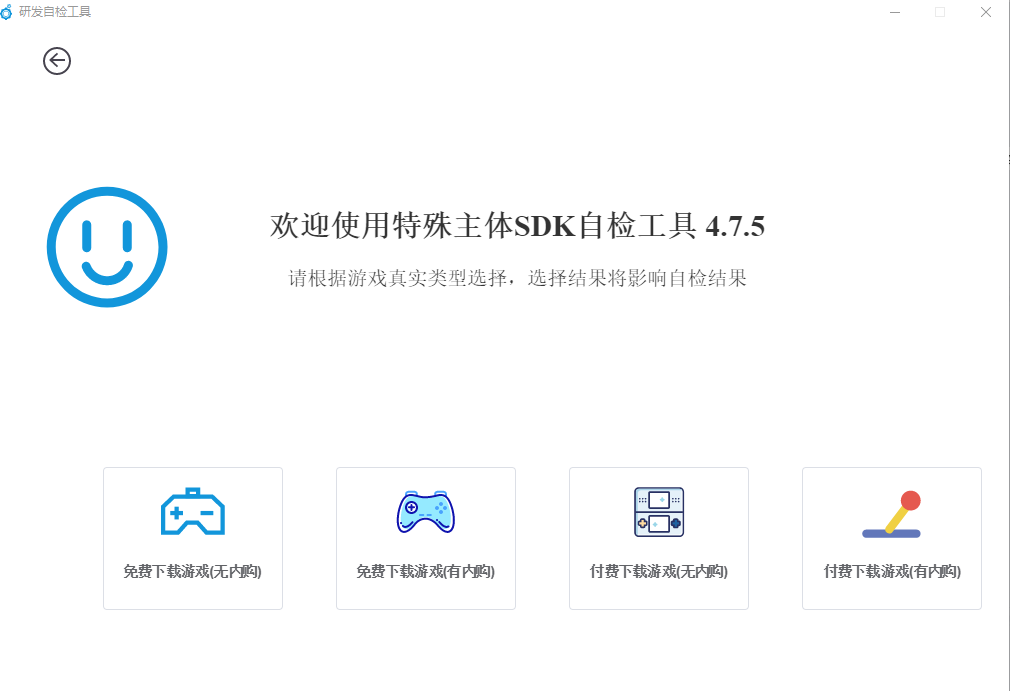 研发自检工具
欢迎使用特殊主体SDK自检工具 4.7.5
请根据游戏真实类型选择，选择结果将影响自检结果
免费下载游戏(无内购)
免费下载游戏(有内购)
付费下载游戏(无内购)
付费下载游戏(有内购)